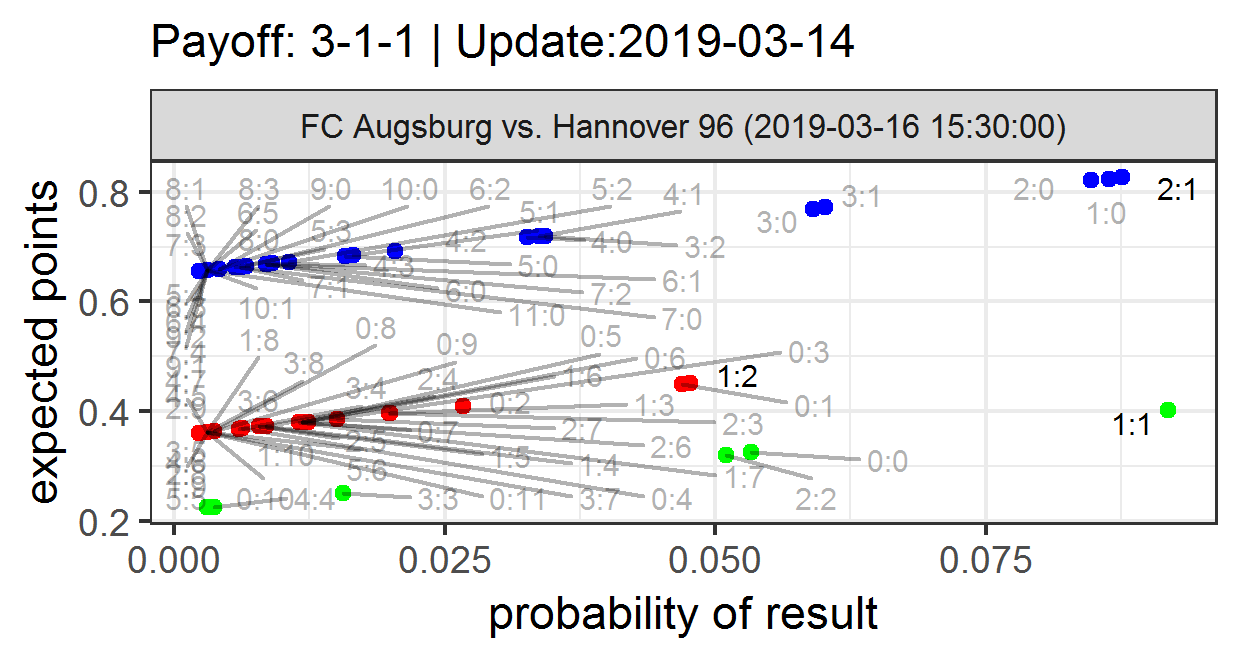 Payoff: 3-1-1 | Update:2019-03-14
FC Augsburg vs. Hannover 96 (2019-03-16 15:30:00)
expected points
0.8
0.6
0.4
0.2
8:1 8:3 9:0 10:0 6:2 5:2 4:1 3:1 2:0 2:1
8:2 6:5 5:1 1:0
7:3 8:0 5:3 4:2 4:0 3:2 3:0
4:3 5:0 6:1
10:1 7:1 6:0 7:2
11:0 7:0
1:8 0:8 0:9 0:5 0:6 0:3
3:8 2:4 1:6 1:2
3:6 3:4 0:2 1:3 0:1
2:5 0:7 2:7 2:3 1:1
1:10 1:5 1:4 2:6 0:0
5:6 1:7
5:5 0:10 4:4 3:3 0:11 3:7 0:4 2:2
0.000 0.025 0.050 0.075
probability of result